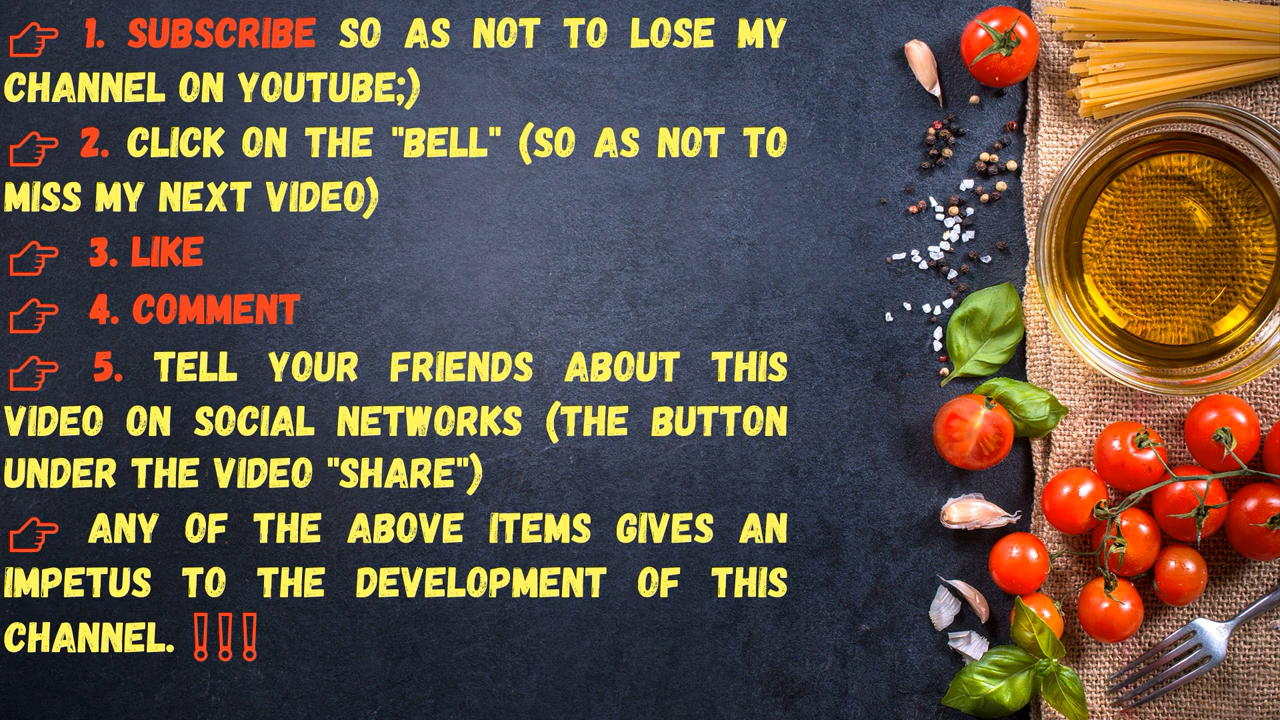 👉 1. SUBSCRIBE SO AS NOT TO LOSE MY
CHANNEL ON YOUTUBE;)
👉 2. CLICK ON THE "BELL" (SO AS NOT TO
MISS MY NEXT VIDEO)
👉 3. LIKE
👉 4. COMMENT
👉 5. TELL YOUR FRIENDS ABOUT THIS
VIDEO ON SOCIAL NETWORKS (THE BUTTON
UNDER THE VIDEO "SHARE")
👉 ANY OF THE ABOVE ITEMS GIVES AN
IMPETUS TO THE DEVELOPMENT OF THIS
CHANNEL. ❗❗❗